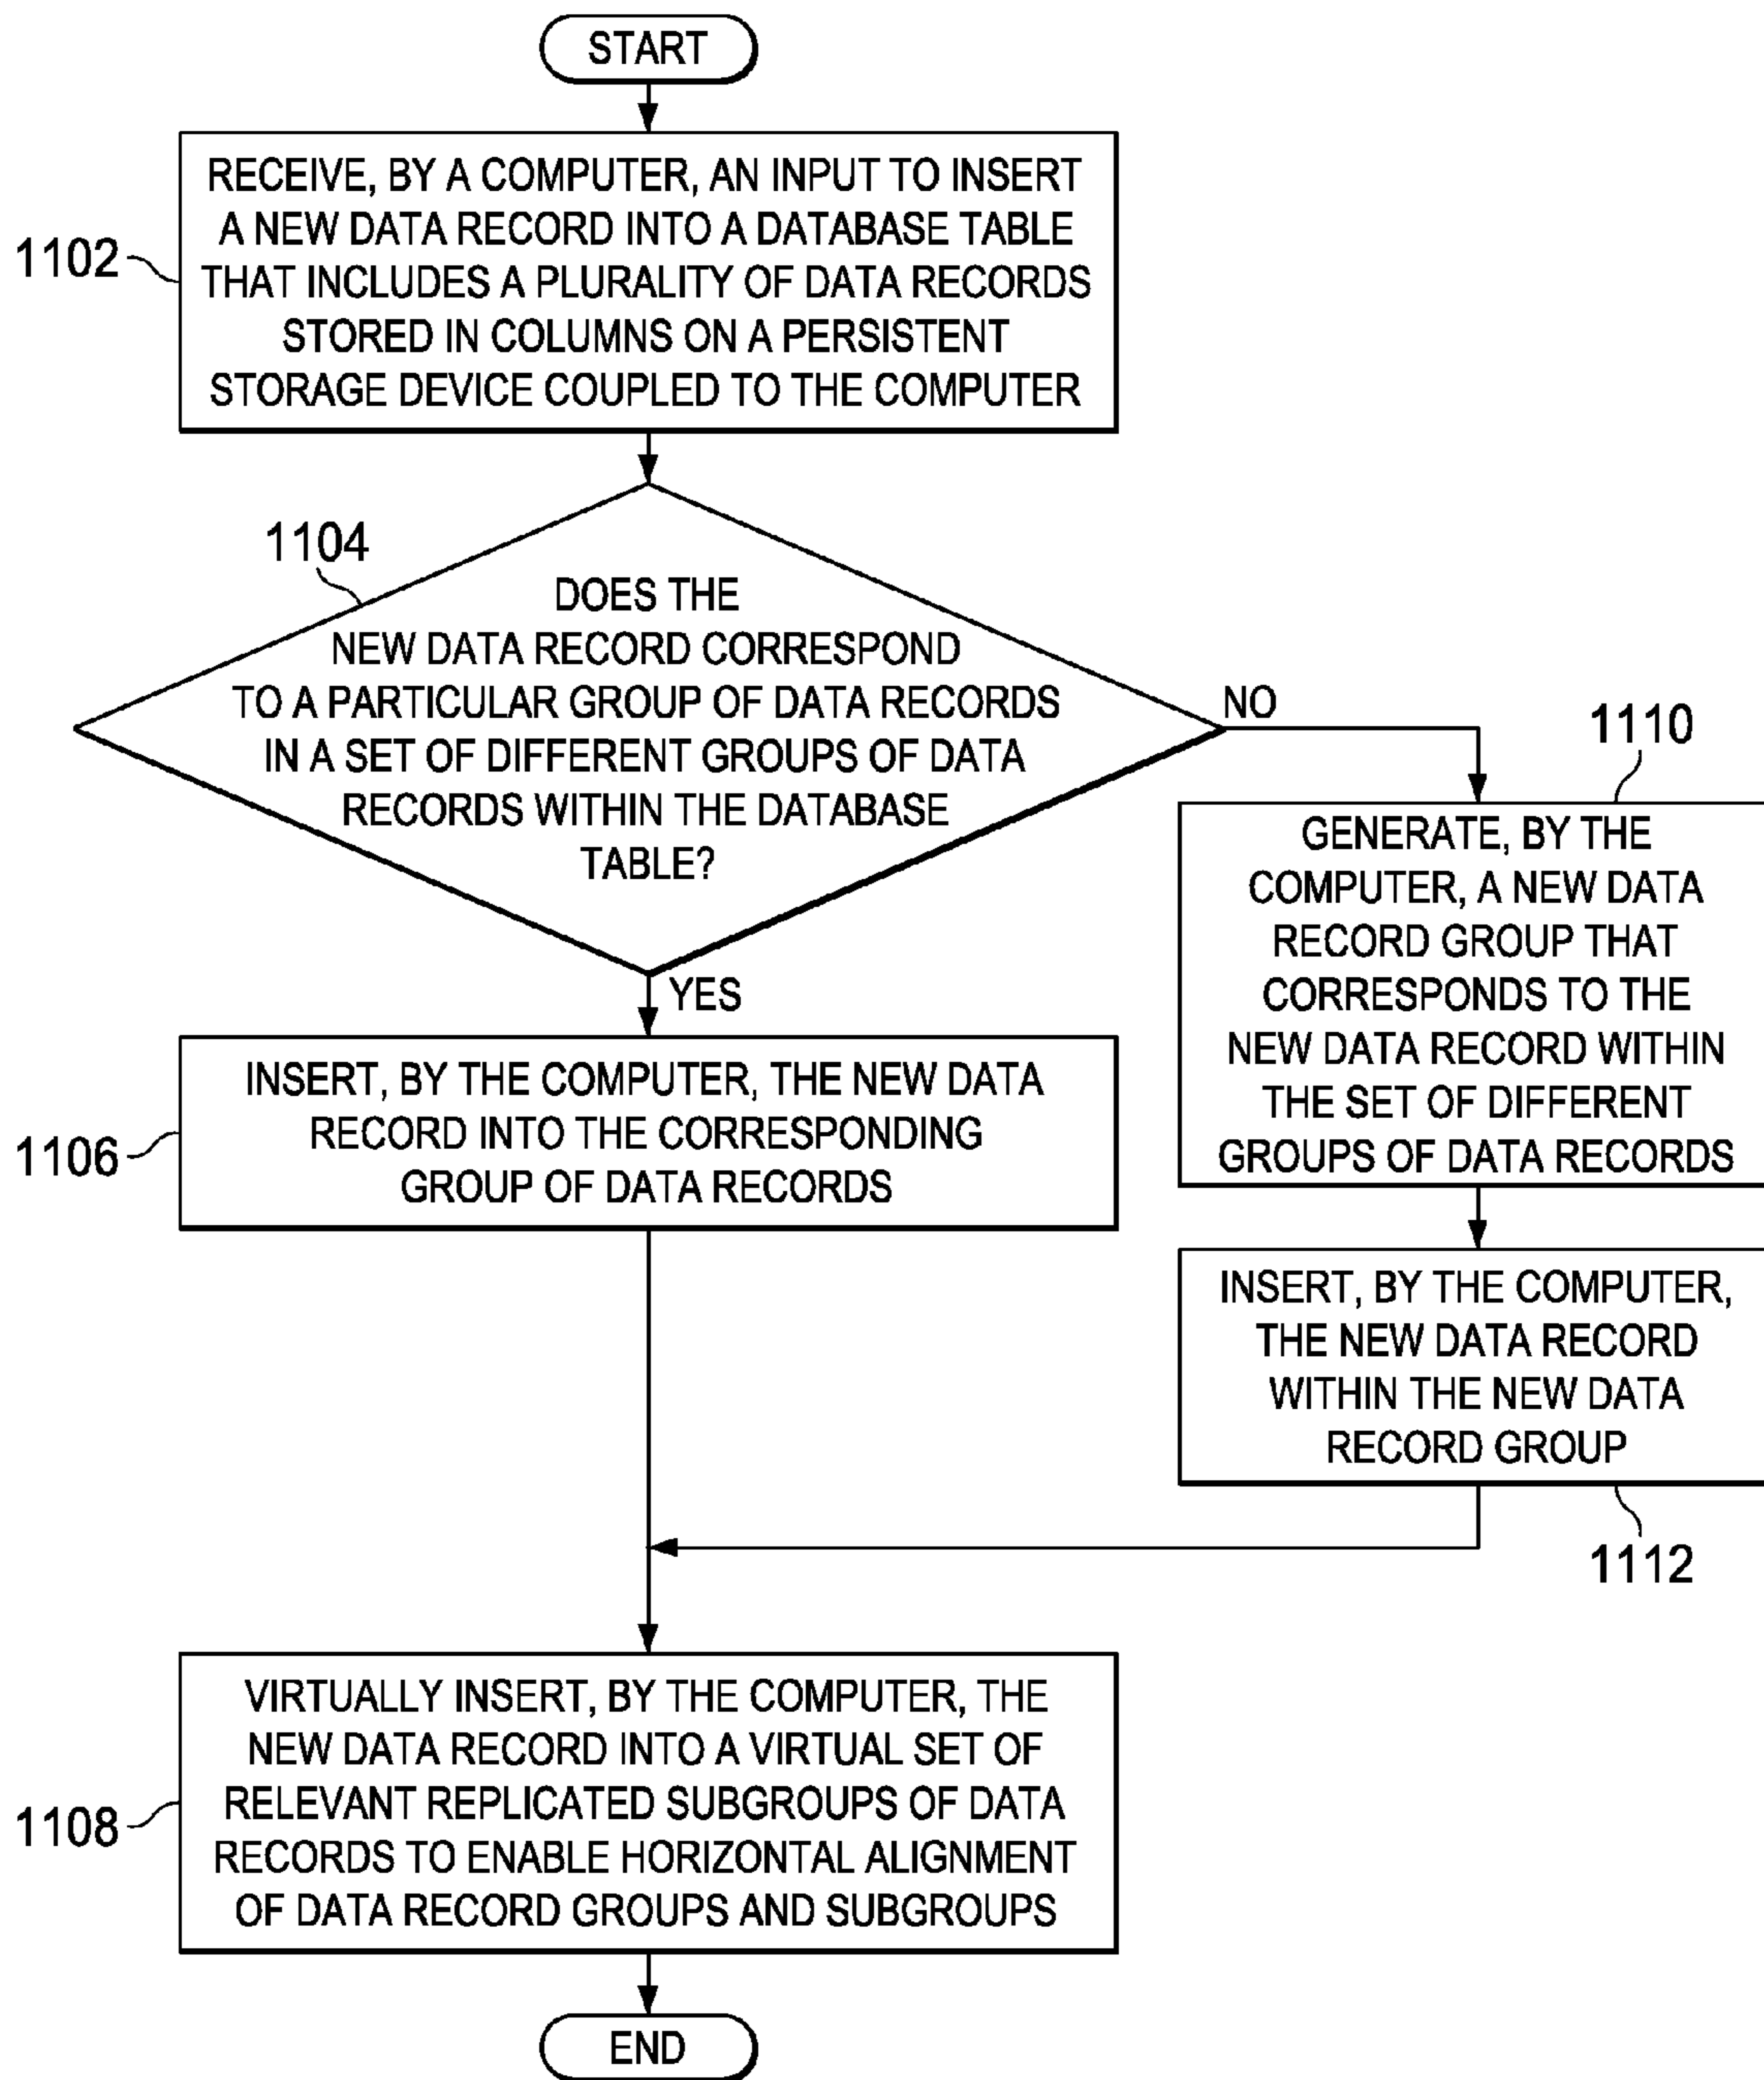 START
RECEIVE, BY A COMPUTER, AN INPUT TO INSERT
A NEW DATA RECORD INTO A DATABASE TABLE
THAT INCLUDES A PLURALITY OF DATA RECORDS
STORED IN COLUMNS ON A PERSISTENT
STORAGE DEVICE COUPLED TO THE COMPUTER
1102
1104
DOES THE
NEW DATA RECORD CORRESPOND
TO A PARTICULAR GROUP OF DATA RECORDS
IN A SET OF DIFFERENT GROUPS OF DATA
RECORDS WITHIN THE DATABASE
TABLE?
NO
YES
1106
INSERT, BY THE COMPUTER, THE NEW DATA
RECORD INTO THE CORRESPONDING
GROUP OF DATA RECORDS
1110
GENERATE, BY THE
COMPUTER, A NEW DATA
RECORD GROUP THAT
CORRESPONDS TO THE
NEW DATA RECORD WITHIN
THE SET OF DIFFERENT
GROUPS OF DATA RECORDS
INSERT, BY THE COMPUTER,
THE NEW DATA RECORD
WITHIN THE NEW DATA
RECORD GROUP
1112
1108
VIRTUALLY INSERT, BY THE COMPUTER, THE
NEW DATA RECORD INTO A VIRTUAL SET OF
RELEVANT REPLICATED SUBGROUPS OF DATA
RECORDS TO ENABLE HORIZONTAL ALIGNMENT
OF DATA RECORD GROUPS AND SUBGROUPS
END